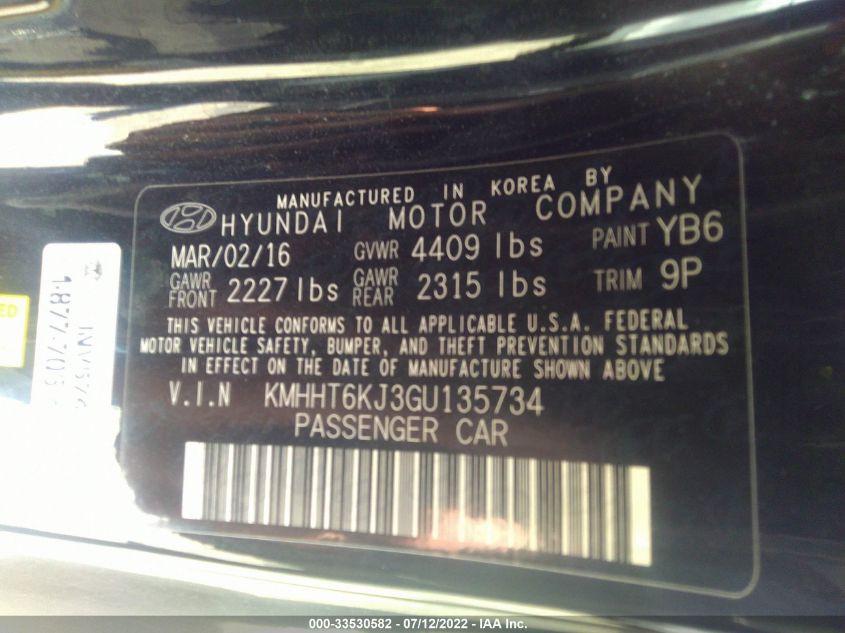 MANUFACTURED IN KOREA BY
HYUNDAI MOTOR COMPANY
MAR/02/16 GVWR 4409 lbs PAINT YB6
GAWR FRONT 2227 lbs GAWR REAR 2315 lbs TRIM 9P
THIS VEHICLE CONFORMS TO ALL APPLICABLE U.S.A. FEDERAL
MOTOR VEHICLE SAFETY, BUMPER, AND THEFT PREVENTION STANDARDS
IN EFFECT ON THE DATE OF MANUFACTURE SHOWN ABOVE
V.I.N KMHHT6KJ3GU135734
PASSENGER CAR
000-33530582 - 07/12/2022 - IAA Inc.